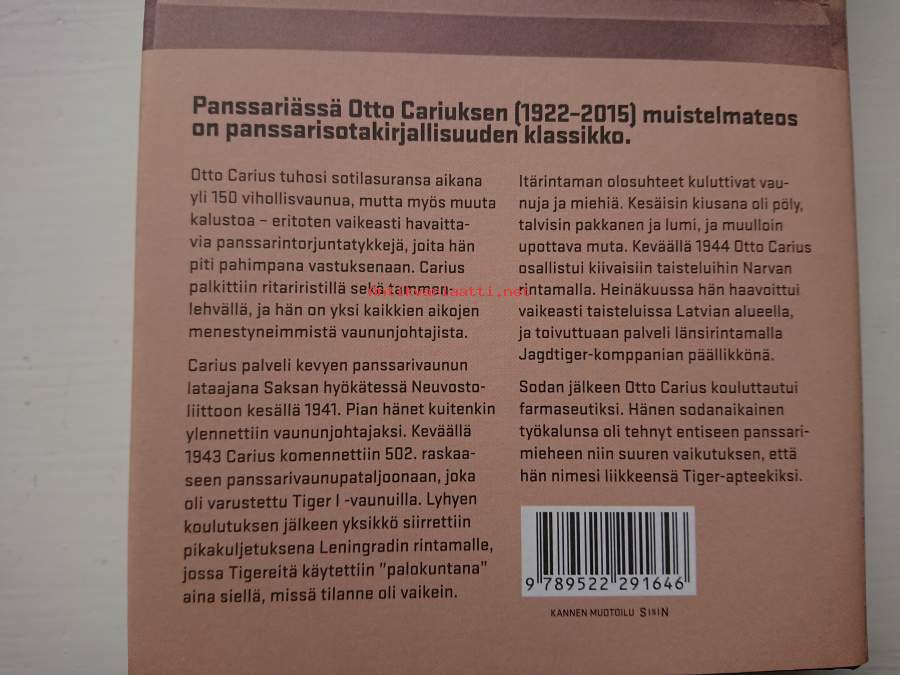 Panssariässä Otto Cariuksen (1922–2015) muistelmateos
on panssarisotakirjallisuuden klassikko.
Otto Carius tuhosi sotilasuransa aikana
yli 150 vihollisvaunua, mutta myös muuta
kalustoa – eritoten vaikeasti havaitta-
via panssarintorjuntatykkejä, joita hän
piti pahimpana vastuksenaan. Carius
palkittiin ritariristillä sekä tammen-
lehvällä, ja hän on yksi kaikkien aikojen
menestyneimmistä vaununjohtajista.
Carius palveli kevyen panssarivaunun
lataajana Saksan hyökätessä Neuvosto-
liittoon kesällä 1941. Pian hänet kuitenkin
ylennettiin vaununjohtajaksi. Keväällä
1943 Carius komennettiin 502. raskaa-
seen panssarivaunupataljoonaan, joka
oli varustettu Tiger I -vaunuilla. Lyhyen
koulutuksen jälkeen yksikkö siirrettiin
pikakuljetuksena Leningradin rintamalle,
jossa Tigereitä käytettiin ”palokuntana”
aina siellä, missä tilanne oli vaikein.
Itärintaman olosuhteet kuluttivat vau-
nuja ja miehiä. Kesäisin kiusana oli pöly,
talvisin pakkanen ja lumi, ja muulloin
upottava muta. Keväällä 1944 Otto Carius
osallistui kiivaisiin taisteluihin Narvan
rintamalla. Heinäkuussa hän haavoittui
vaikeasti taisteluissa Latvian alueella,
ja toivuttuaan palveli länsirintamalla
Jagdtiger-komppanian päällikkönä.
Sodan jälkeen Otto Carius kouluttautui
farmaseutiksi. Hänen sodanaikainen
työkalunsa oli tehnyt entiseen panssari-
mieheen niin suuren vaikutuksen, että
hän nimesi liikkeensä Tiger-apteekiksi.
9 789522 291646
KANNEN MUOTOILU SISIN
antikvariaatti.net